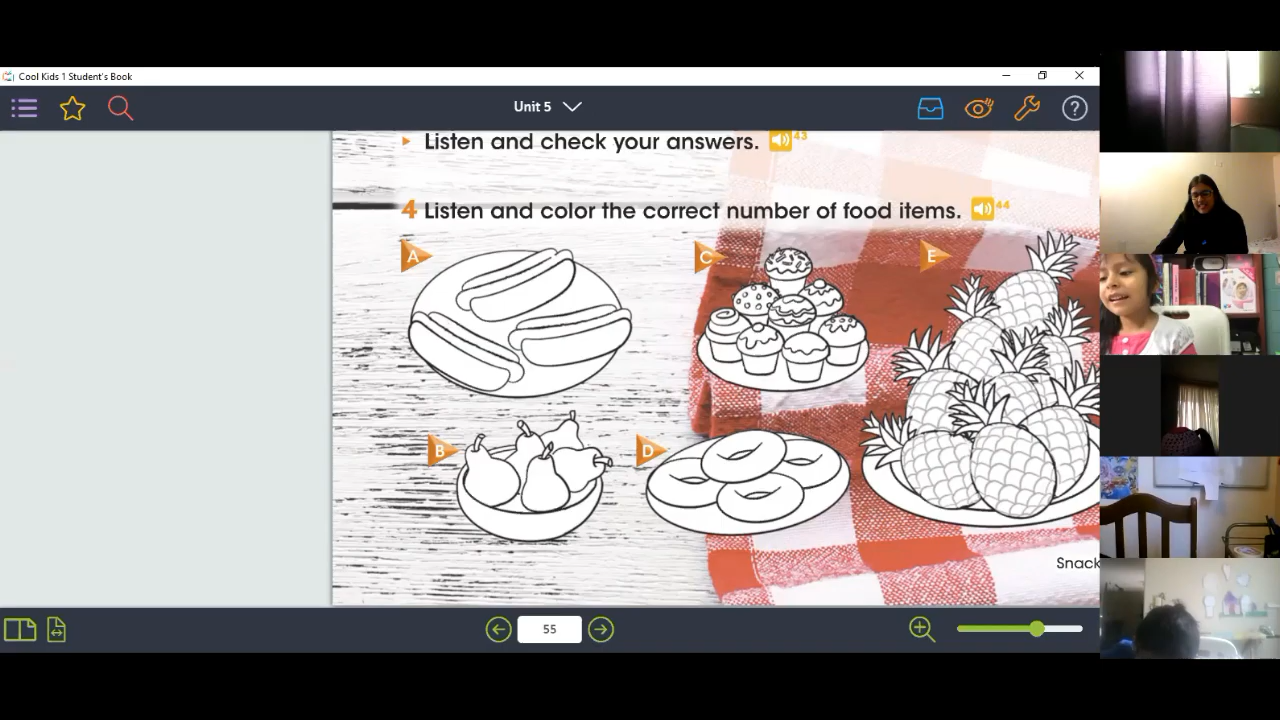 Cool Kids 1 Student's Book
Unit 5
Listen and check your answers. 43
4 Listen and color the correct number of food items. 44
A
C
E
B
D
Snack
55